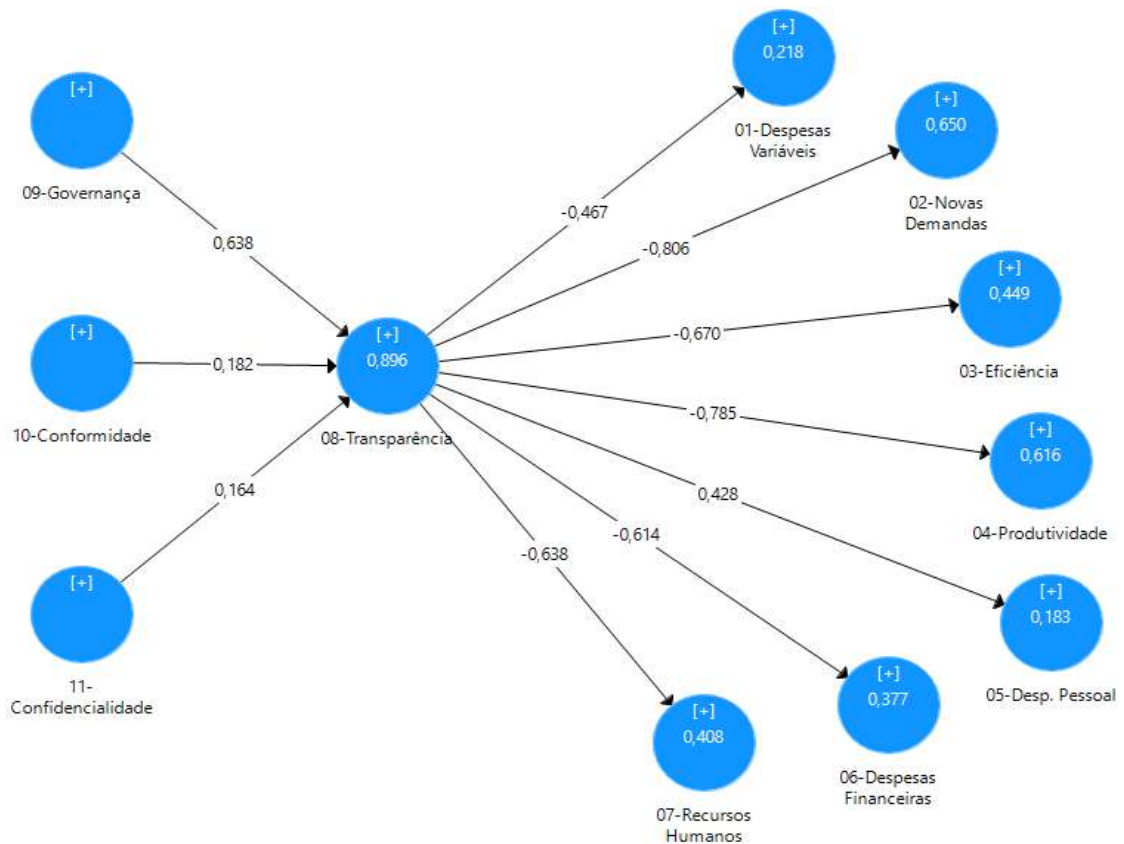 [+]
0,218
01-Despesas
Variáveis
[+]
09-Governança
[+]
0,650
02-Novas
Demandas
-0,467
0,638
-0,806
[+]
0,449
03-Eficiência
[+]
10-Conformidade
0,182
[+]
0,896
08-Transparência
-0,670
-0,785
[+]
0,616
04-Produtividade
0,164
0,428
-0,614
-0,638
[+]
11-
Confidencialidade
[+]
0,183
05-Desp. Pessoal
[+]
0,377
06-Despesas
Financeiras
[+]
0,408
07-Recursos
Humanos